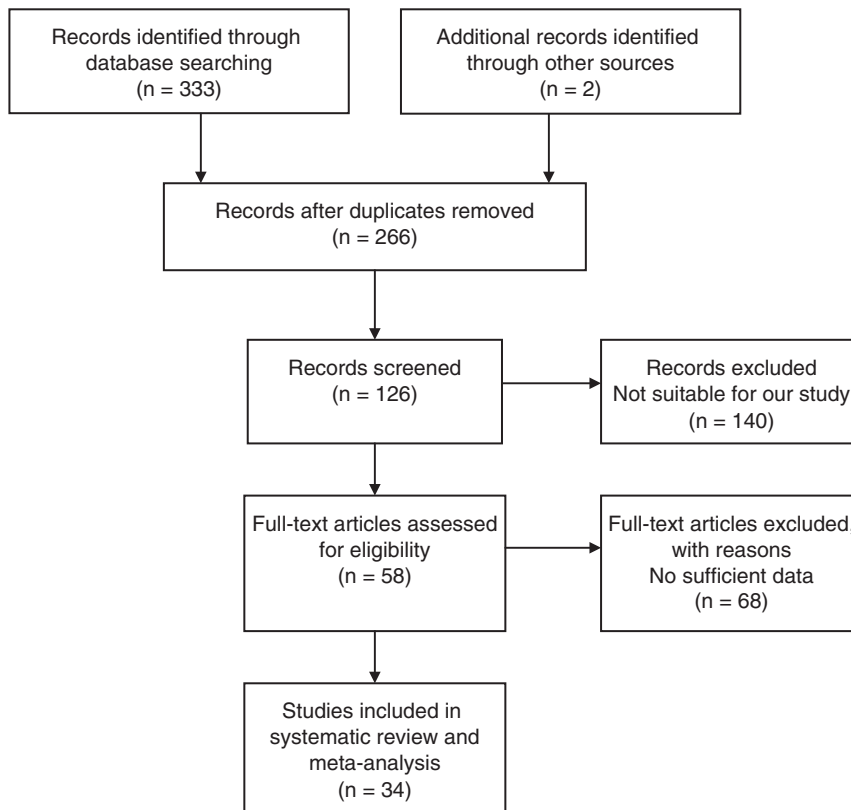 Records identified through
database searching
(n = 333)
Additional records identified
through other sources
(n = 2)
Records after duplicates removed
(n = 266)
Records screened
(n = 126)
Records excluded
Not suitable for our study
(n = 140)
Full-text articles assessed
for eligibility
(n = 58)
Full-text articles excluded,
with reasons
No sufficient data
(n = 68)
Studies included in
systematic review and
meta-analysis
(n = 34)